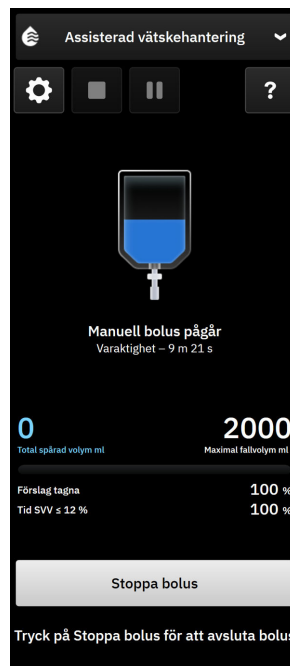 Assisterad vätskehantering
?
Manuell bolus pågår
Varaktighet – 9 m 21 s
0 2000
Total spårad volym ml Maximal fallvolym ml
Förslag tagna 100 %
Tid SVV ≤ 12 % 100 %
Stoppa bolus
Tryck på Stoppa bolus för att avsluta bolus